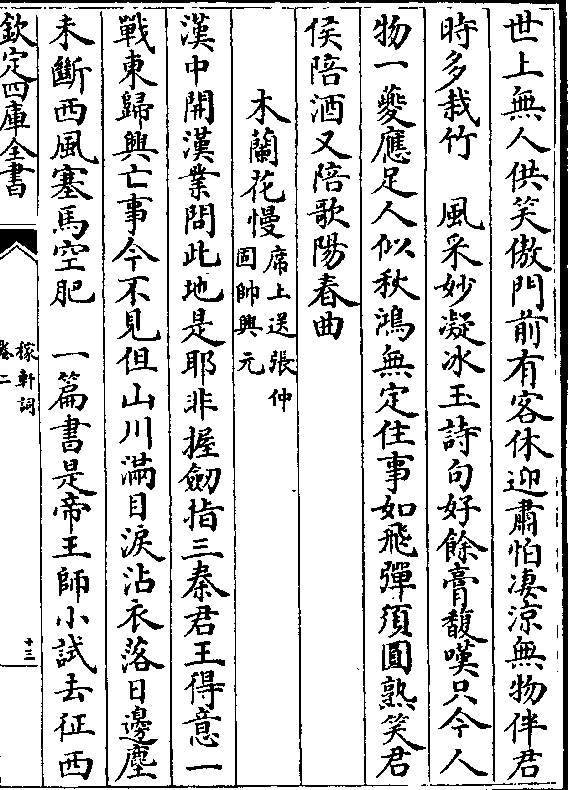 世上無人供笑傲門前有客休迎肅怕凄涼無物伴君
時多栽竹　風采妙凝冰玉詩句好餘膏馥嘆只今人
物一夔應足人似秋鴻無定住事如飛彈須圓熟笑君
侯陪酒又陪歌陽春曲
木蘭花慢席上送張仲
固帥興元
漢中開漢業問此地是耶非握劒指三秦君王得意一
戰東歸興亡事今不見但山川滿目淚沾衣落日邊塵
未斷西風塞馬空肥　一篇書是帝王師小試去征西
欽定四庫全書
稼軒詞
卷二
十三